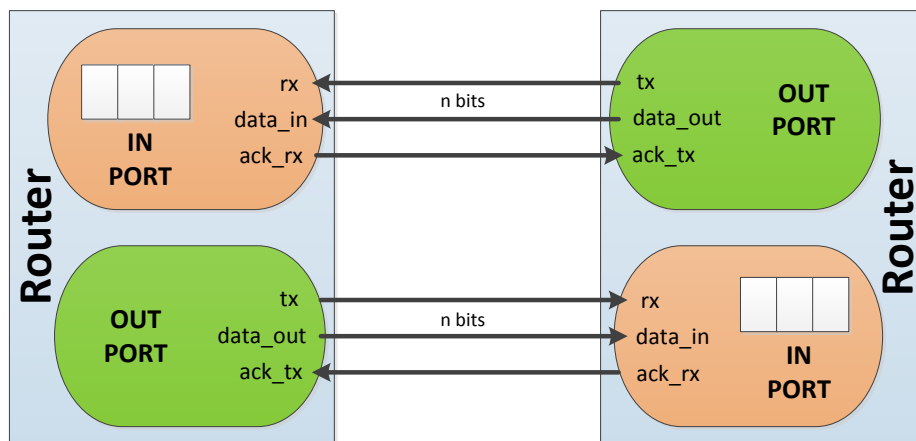 Router
rx
data_in
ack_rx
IN
PORT
n bits
tx
data_out
ack_tx
OUT
PORT
Router
OUT
PORT
tx
data_out
ack_tx
n bits
rx
data_in
ack_rx
IN
PORT